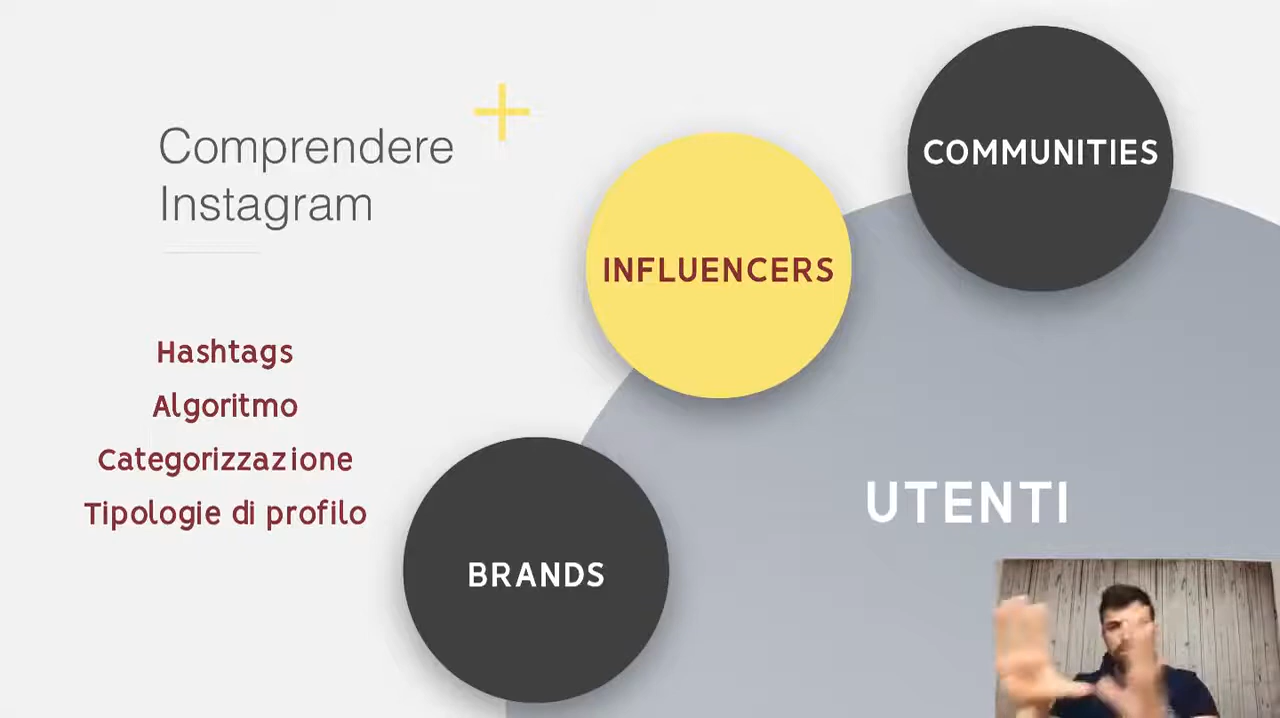 Comprendere
Instagram
Hashtags
Algoritmo
Categorizzazione
Tipologie di profilo
COMMUNITIES
INFLUENCERS
UTENTI
BRANDS